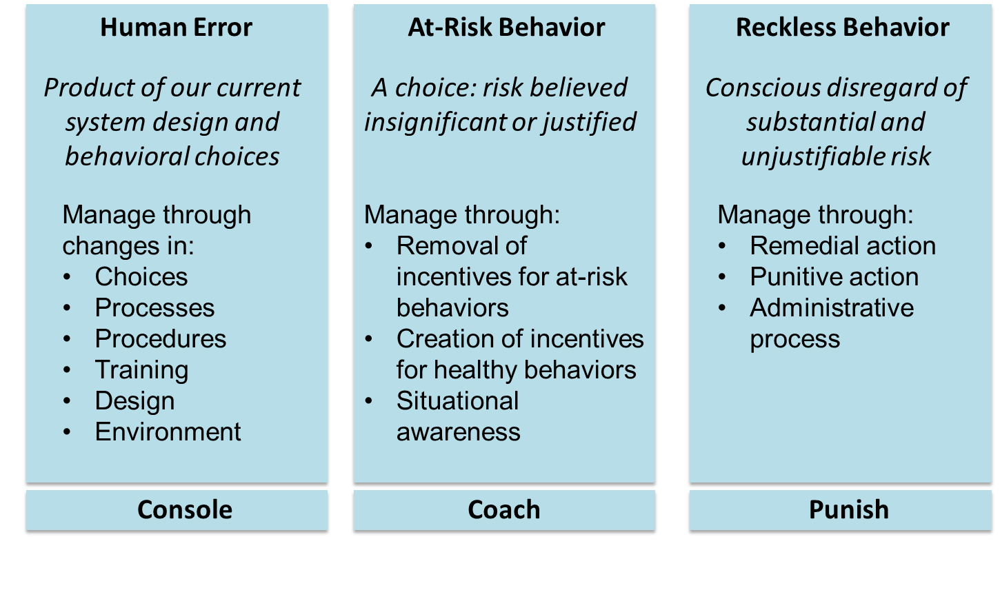 Human Error
Product of our current
system design and
behavioral choices
Manage through
changes in:
• Choices
• Processes
• Procedures
• Training
• Design
• Environment
Console
At-Risk Behavior
A choice: risk believed
insignificant or justified
Manage through:
• Removal of
incentives for at-risk
behaviors
• Creation of incentives
for healthy behaviors
• Situational
awareness
Coach
Reckless Behavior
Conscious disregard of
substantial and
unjustifiable risk
Manage through:
• Remedial action
• Punitive action
• Administrative
process
Punish